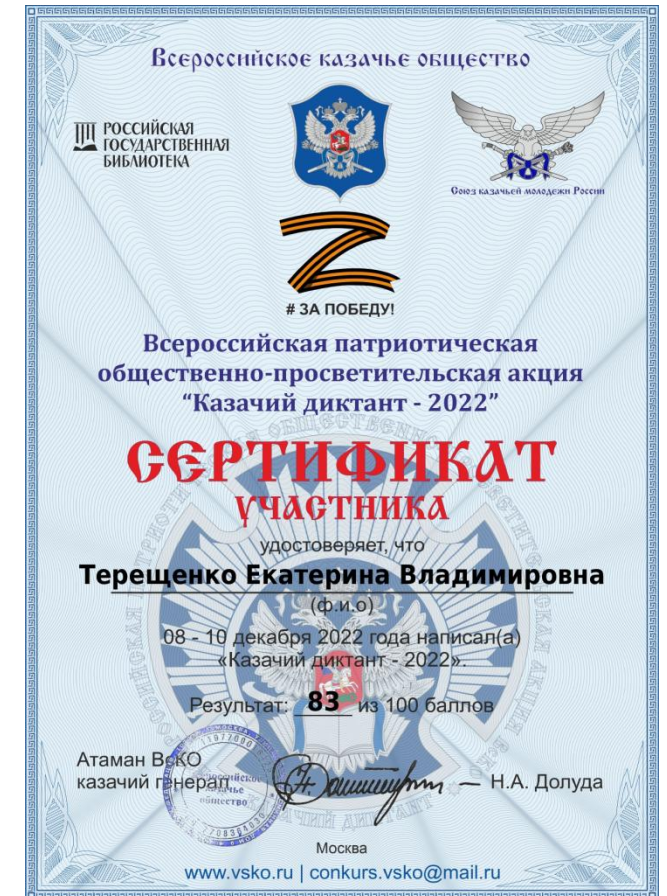 Всероссийское казачье общество
РОССИЙСКАЯ
ГОСУДАРСТВЕННАЯ
БИБЛИОТЕКА
Союз казачьей молодежи России
# ЗА ПОБЕДУ!
Всероссийская патриотическая
общественно-просветительская акция
“Казачий диктант - 2022”
СЕРТИФИКАТ
УЧАСТНИКА
удостоверяет, что
Терещенко Екатерина Владимировна
(ф.и.о)
08 - 10 декабря 2022 года написал(а)
«Казачий диктант - 2022».
Результат: 83 из 100 баллов
Атаман ВсКО
казачий генерал
Н.А. Долуда
Москва
www.vsko.ru | conkurs.vsko@mail.ru